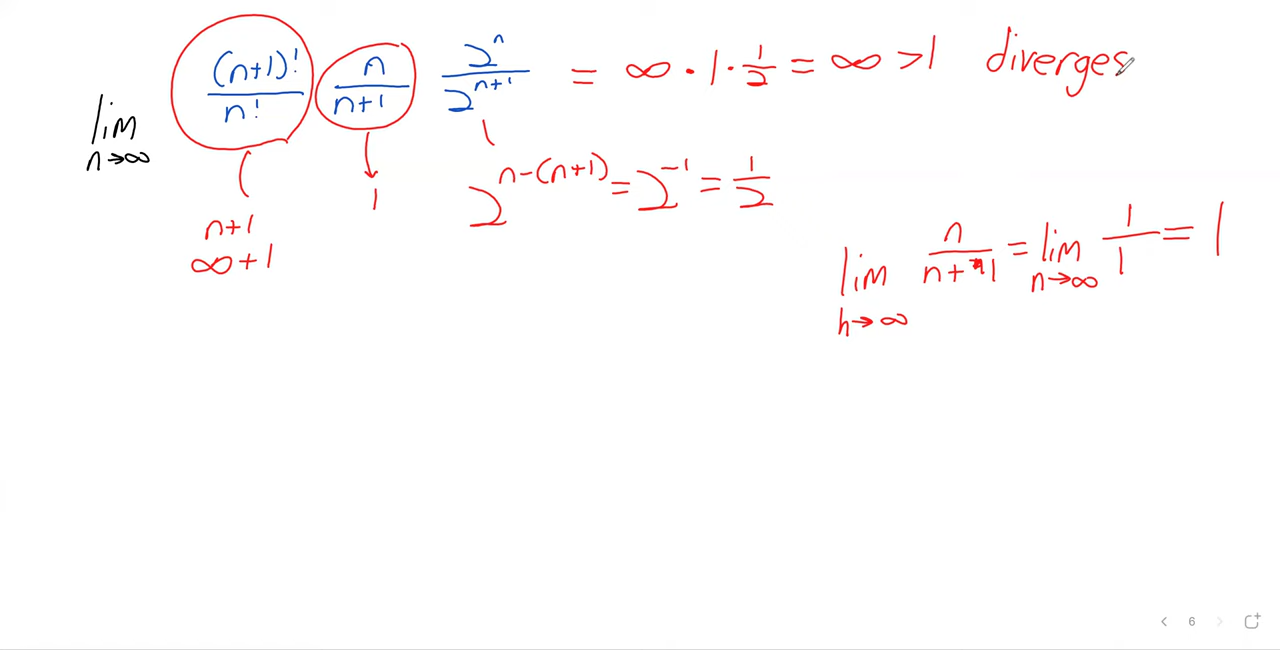 lim n→∞ (n+1)!/n! n/(n+1) 2^n/2^(n+1) = ∞ · 1 · 1/2 = ∞ >1 diverges
n+1
∞+1
1
2^(n-(n+1)) = 2^-1 = 1/2
lim h→∞ n/(n+1) = lim n→∞ 1/1 = 1
6